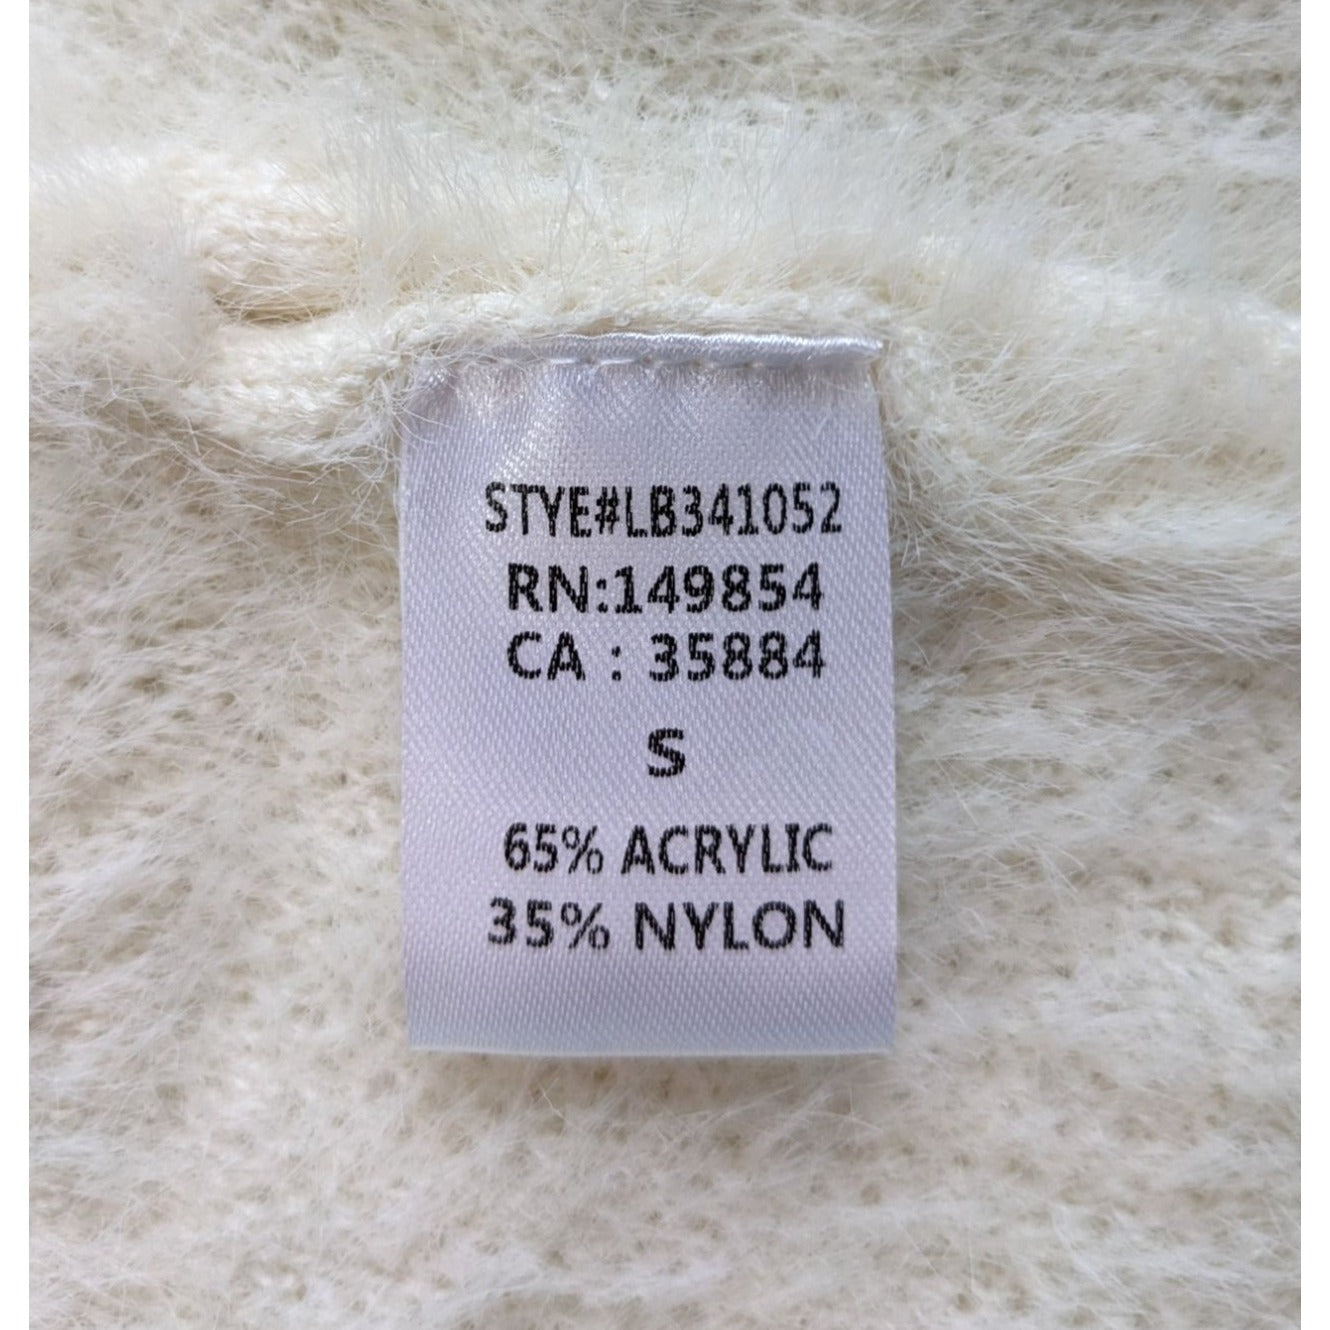 STYE#LB341052
RN:149854
CA : 35884
S
65% ACRYLIC
35% NYLON